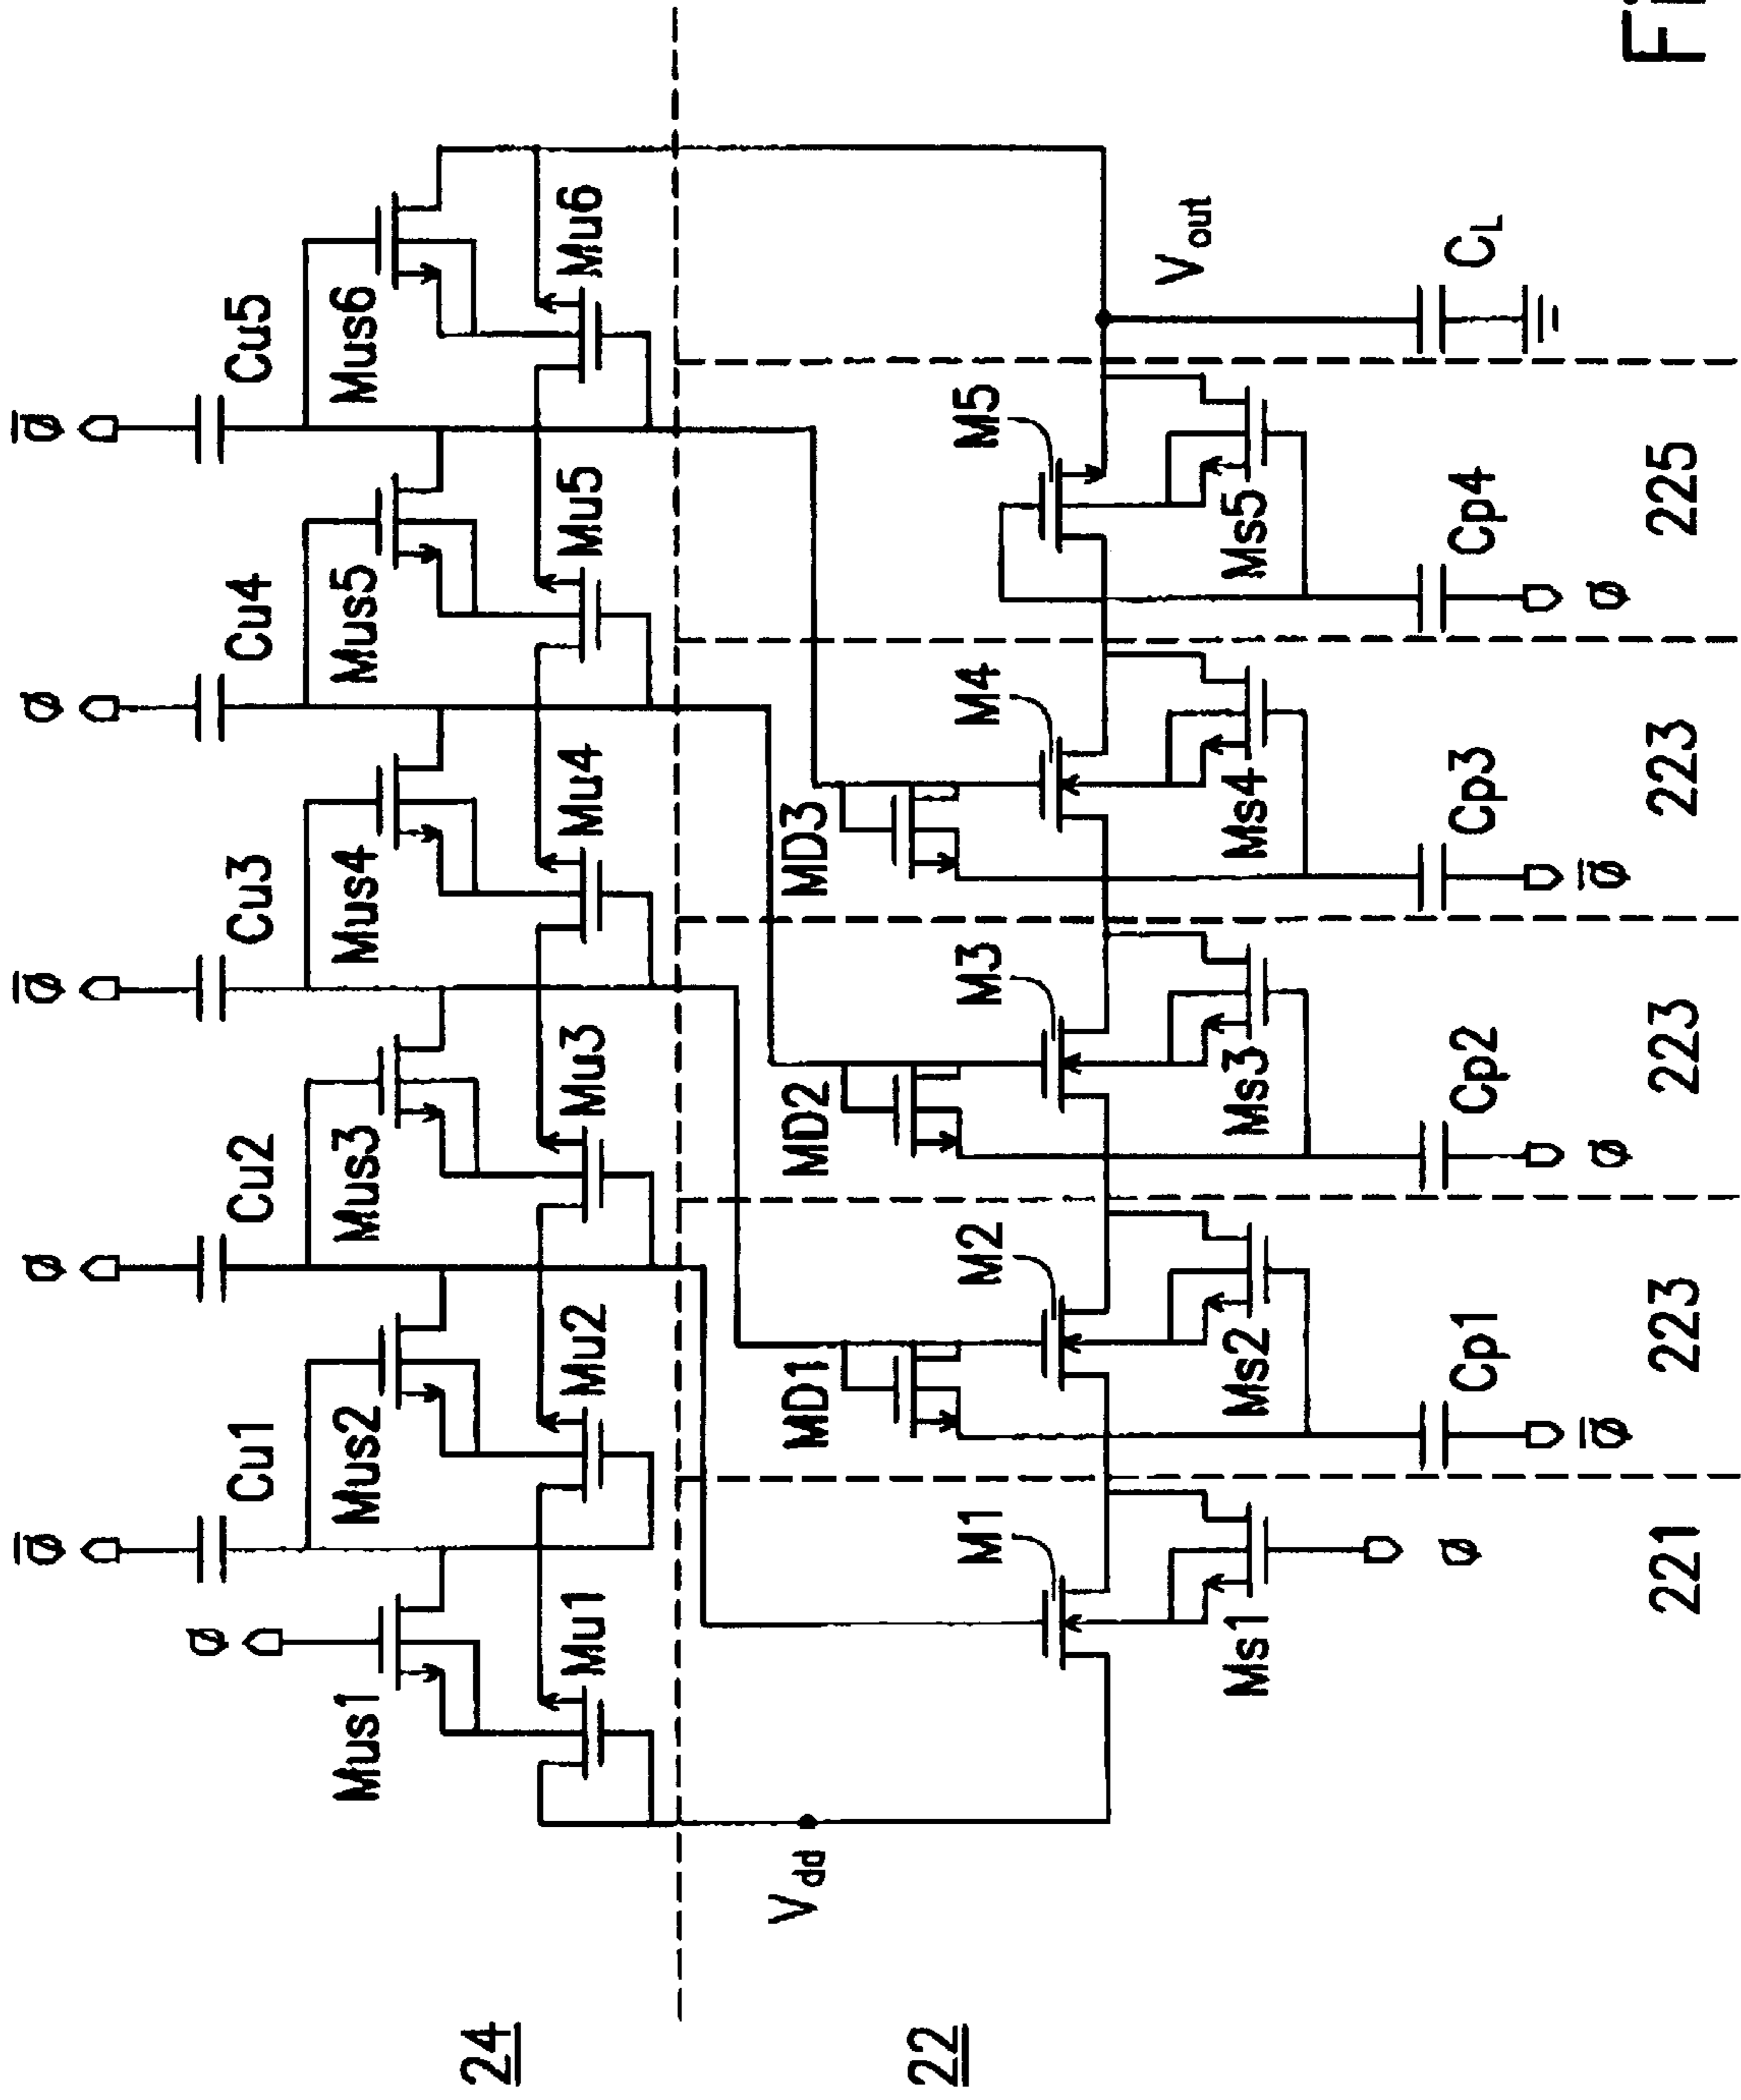 Ø̅ Ø Ø̅ Ø Ø̅
Ø
Cu1 Cu2 Cu3 Cu4 Cu5
Mus1 Mus2 Mus3 Mus4 Mus5 Mus6
24
Mu1 Mu2 Mu3 Mu4 Mu5 Mu6
Vdd MD1 MD2 MD3
22
M1 M2 M3 M4 M5
Vout
Ms1 Ms2 Ms3 Ms4 Ms5
Ø Cp1 Cp2 Cp3 Cp4 CL
Ø̅ Ø Ø̅ Ø
221 223 223 223 225